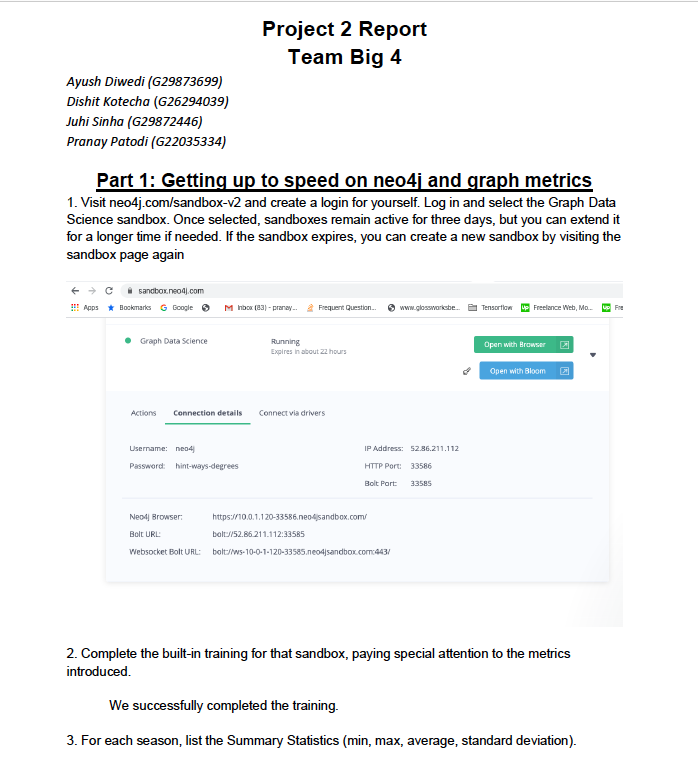 Project 2 Report
Team Big 4
Ayush Diwedi (G29873699)
Dishit Kotecha (G26294039)
Juhi Sinha (G29872446)
Pranay Patodi (G22035334)
Part 1: Getting up to speed on neo4j and graph metrics
1. Visit neo4j.com/sandbox-v2 and create a login for yourself. Log in and select the Graph Data
Science sandbox. Once selected, sandboxes remain active for three days, but you can extend it
for a longer time if needed. If the sandbox expires, you can create a new sandbox by visiting the
sandbox page again
sandbox.neo4j.com
Apps Bookmarks Google Inbox (83) - pranay... Frequent Question... www.glossworksbe... Tensorflow Up Freelance Web, Mo... Up Fre
Graph Data Science Running Open with Browser
Expires in about 22 hours
Open with Bloom
Actions Connection details Connect via drivers
Username: neo4j IP Address: 52.86.211.112
Password: hint-ways-degrees HTTP Port: 33586
Bolt Port: 33585
Neo4j Browser: https://10.0.1.120-33586.neo4jsandbox.com/
Bolt URL: bolt://52.86.211.112:33585
Websocket Bolt URL: bolt://ws-10-0-1-120-33585.neo4jsandbox.com:443/
2. Complete the built-in training for that sandbox, paying special attention to the metrics
introduced.
We successfully completed the training.
3. For each season, list the Summary Statistics (min, max, average, standard deviation).